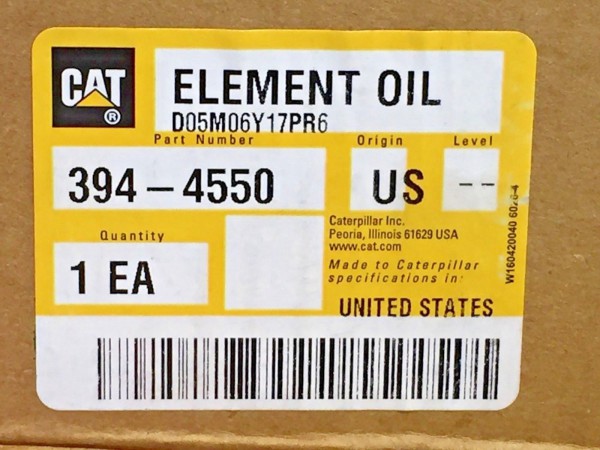 CAT
®
ELEMENT OIL
D05M06Y17PR6
Part Number
Origin
Level
394-4550
US
--
Quantity
1 EA
Caterpillar Inc.
Peoria, Illinois 61629 USA
www.cat.com
Made to Caterpillar
specifications in:
UNITED STATES
W160420040